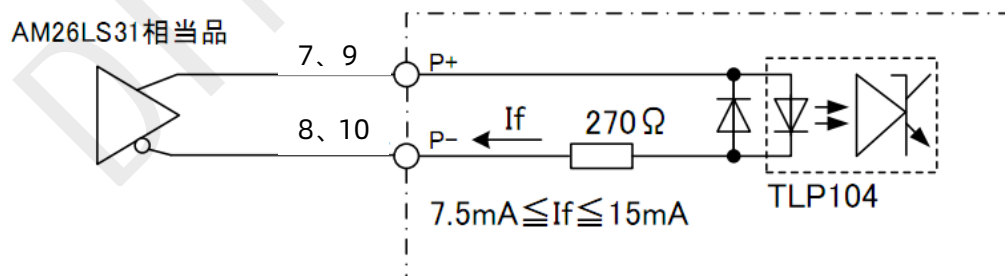 AM26LS31相当品
7、9
P+
8、10
P−
If
270Ω
TLP104
7.5mA≦If≦15mA